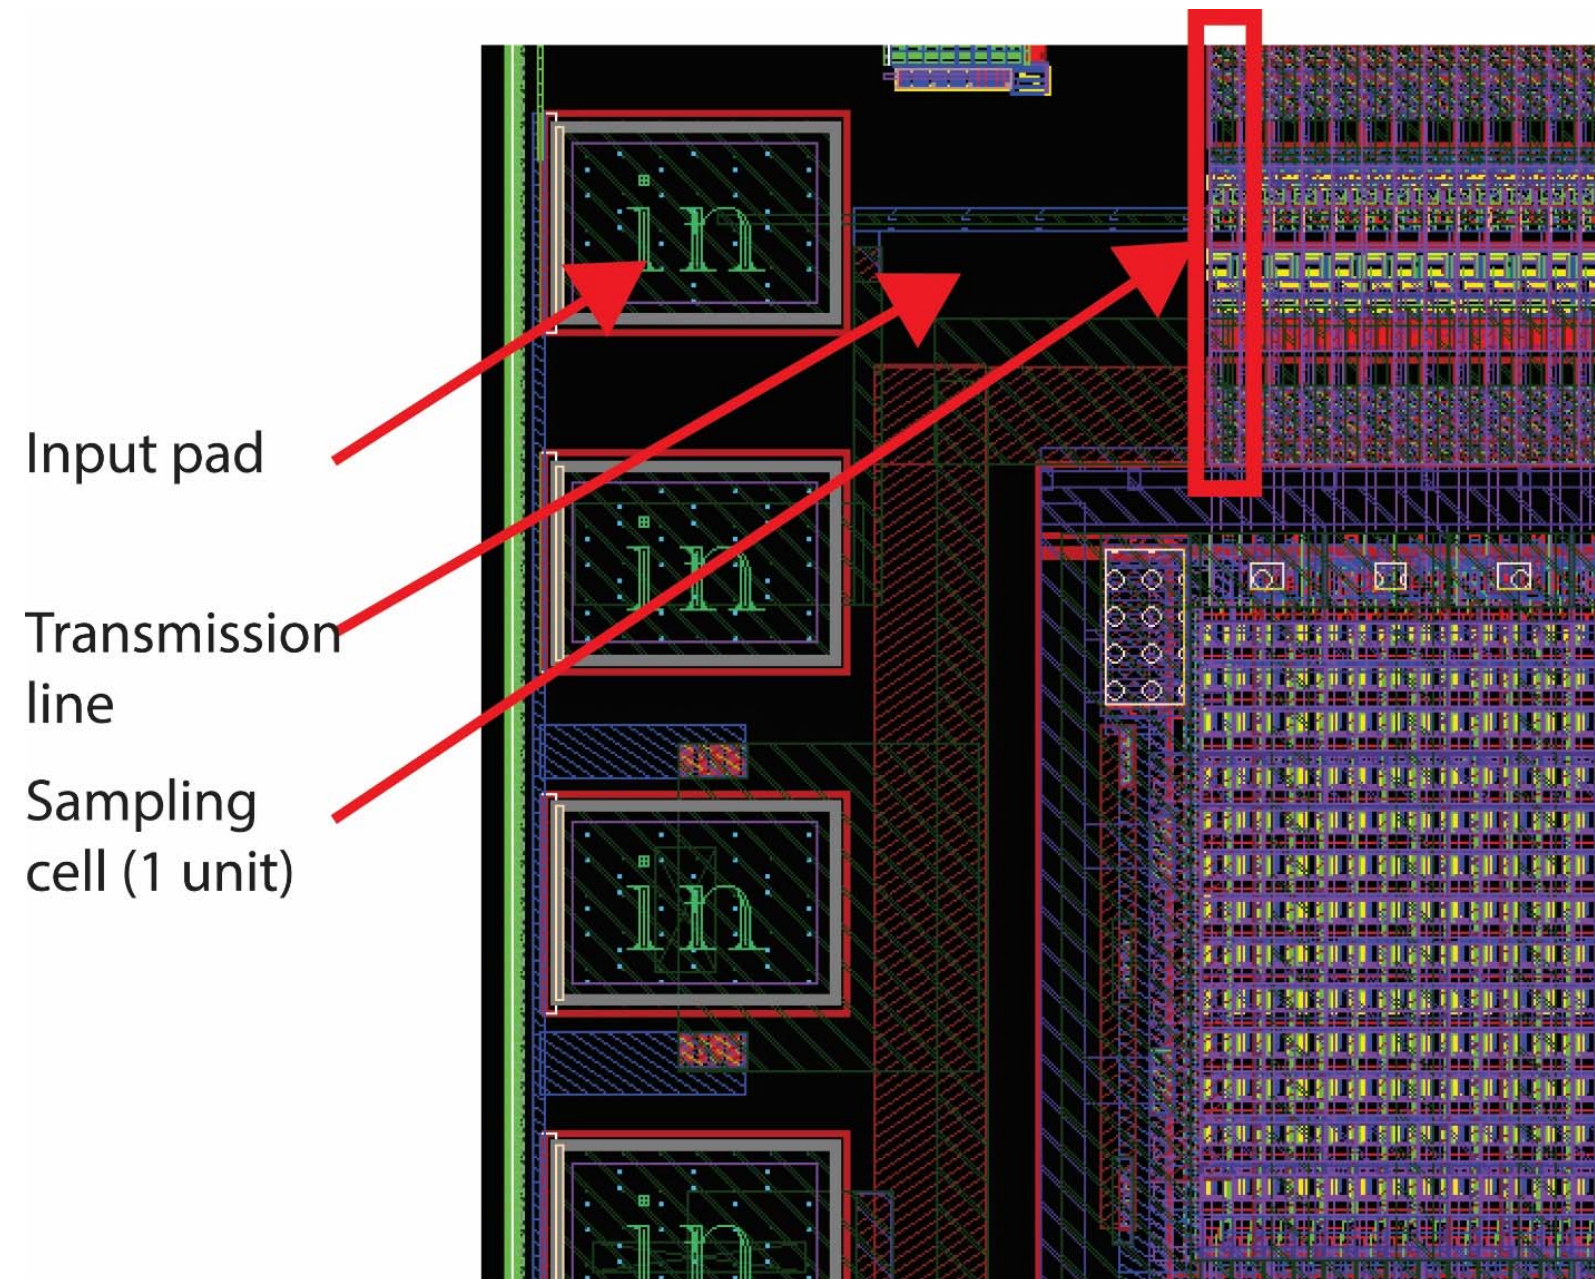 in
Input pad
in
Transmission
line
Sampling
cell (1 unit)
in
in